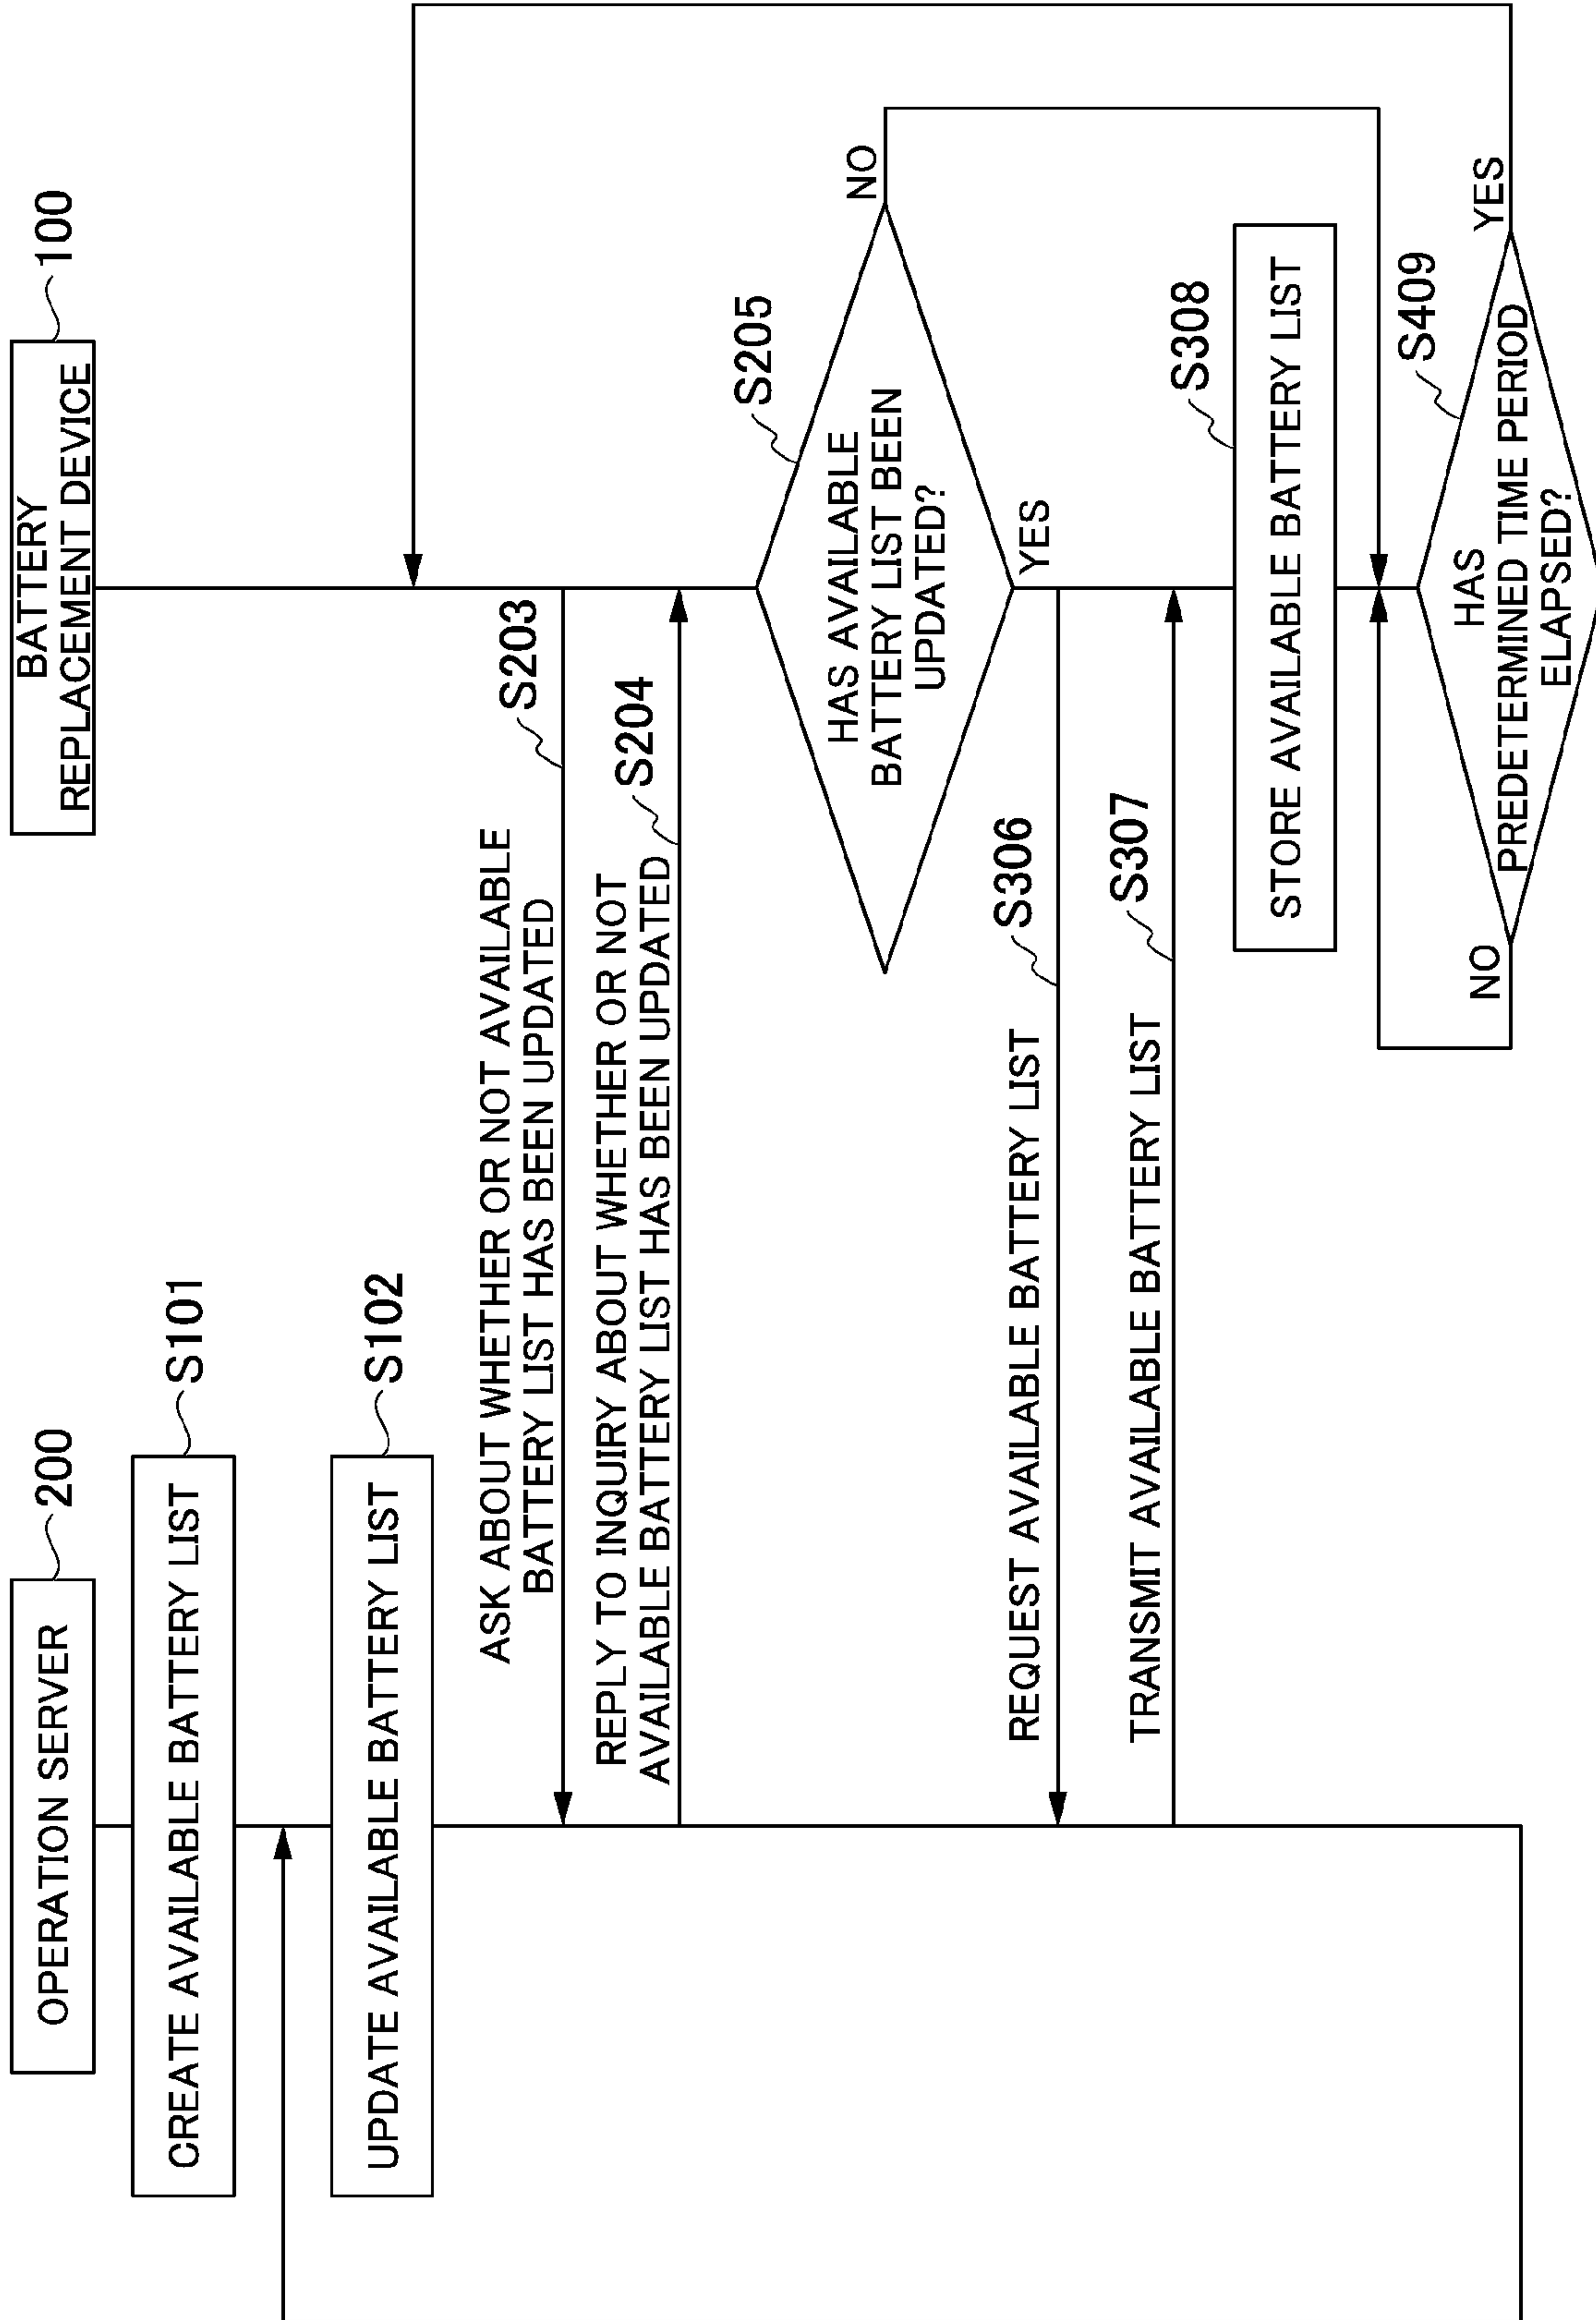 OPERATION SERVER
200
BATTERY
REPLACEMENT DEVICE
100
CREATE AVAILABLE BATTERY LIST
S101
UPDATE AVAILABLE BATTERY LIST
S102
ASK ABOUT WHETHER OR NOT AVAILABLE
BATTERY LIST HAS BEEN UPDATED
S203
REPLY TO INQUIRY ABOUT WHETHER OR NOT
AVAILABLE BATTERY LIST HAS BEEN UPDATED
S204
S205
HAS AVAILABLE
BATTERY LIST BEEN
UPDATED?
NO
YES
REQUEST AVAILABLE BATTERY LIST
S306
TRANSMIT AVAILABLE BATTERY LIST
S307
S308
STORE AVAILABLE BATTERY LIST
S409
HAS
PREDETERMINED TIME PERIOD
ELAPSED?
NO
YES